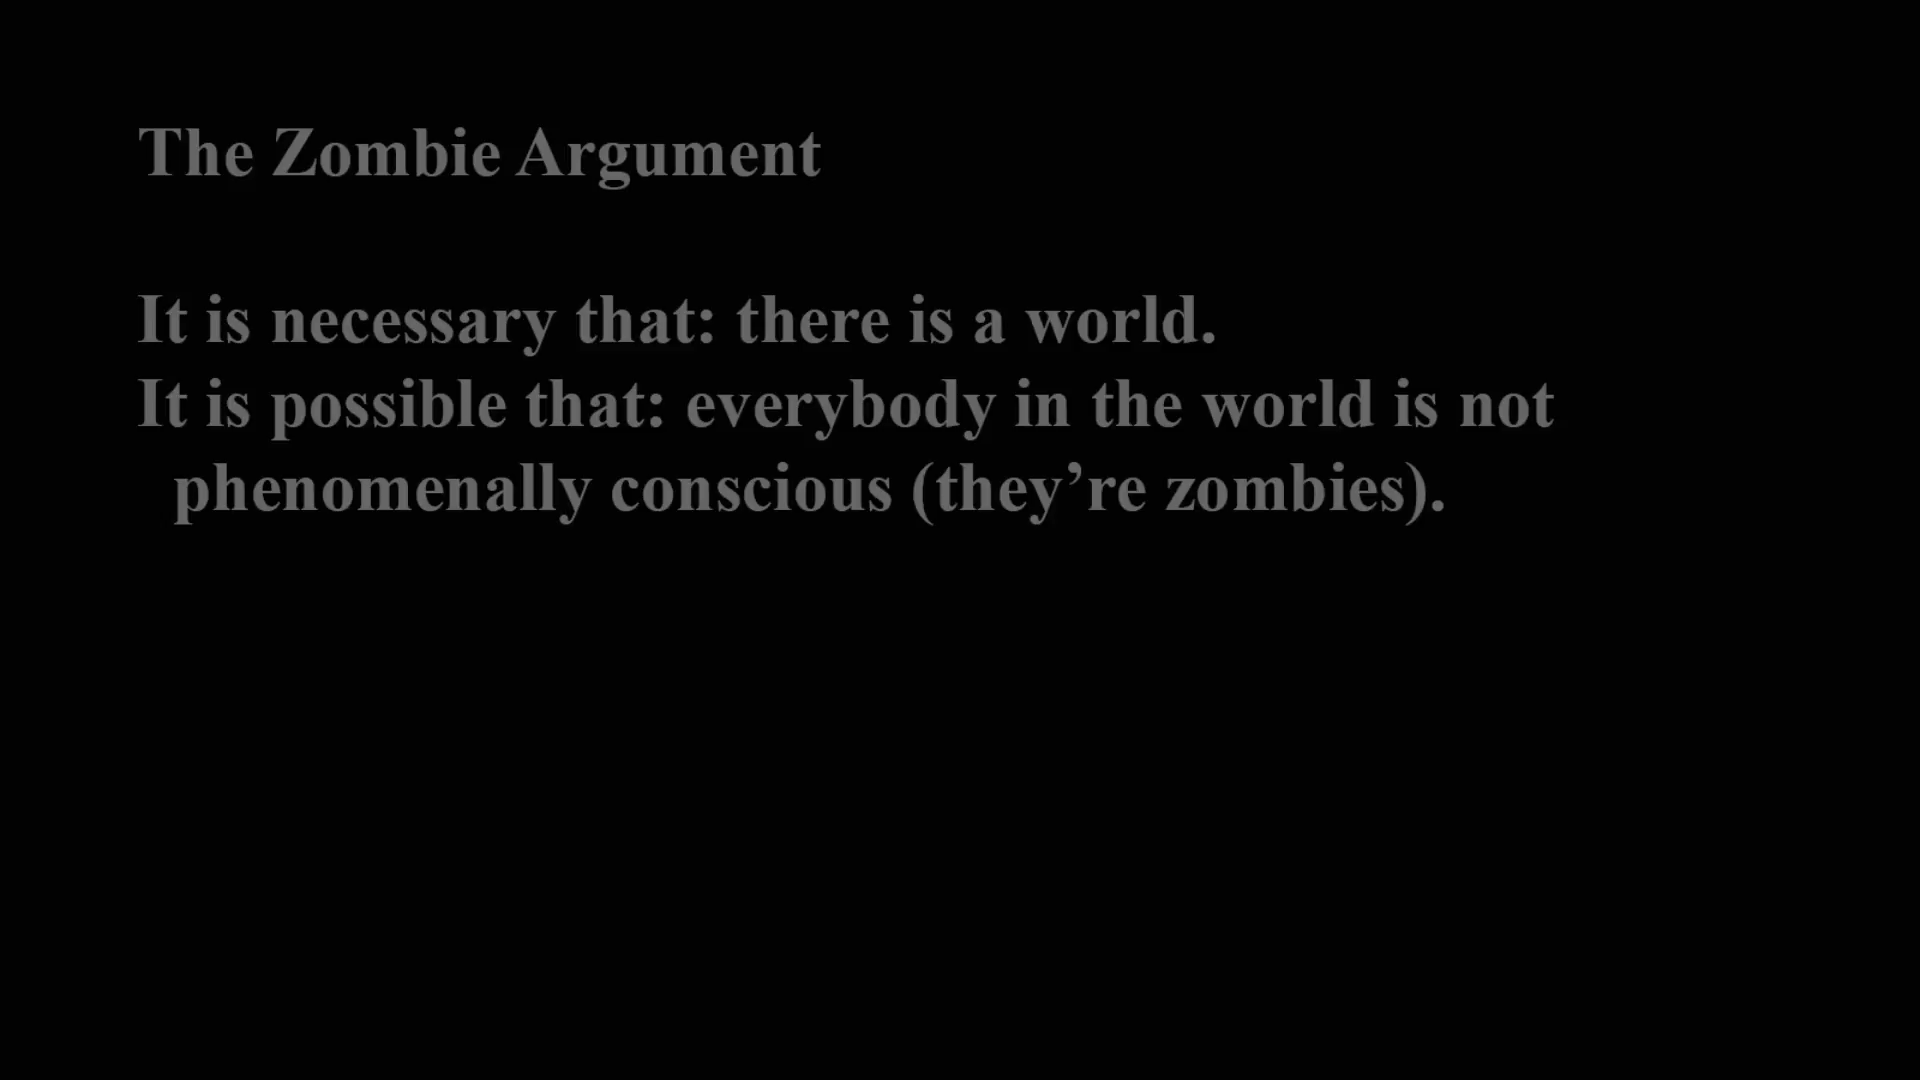 The Zombie Argument
It is necessary that: there is a world.
It is possible that: everybody in the world is not
phenomenally conscious (they’re zombies).